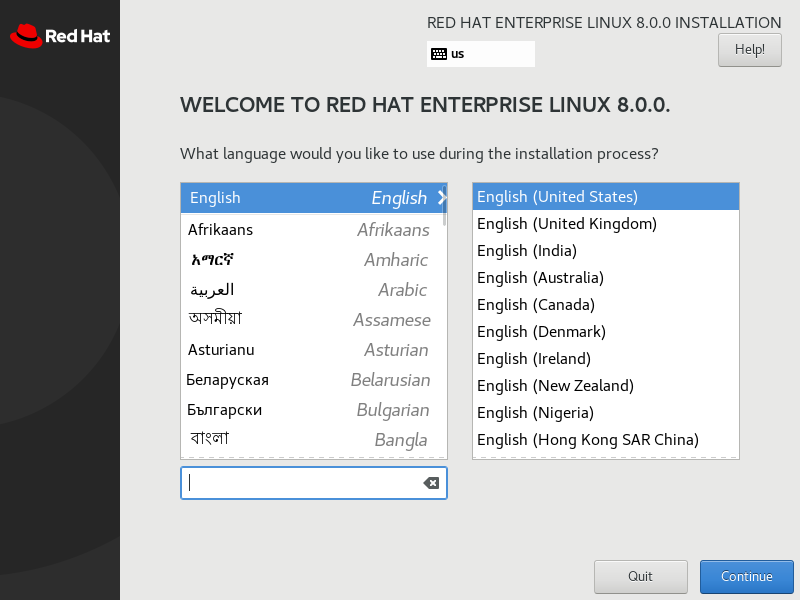 Red Hat
RED HAT ENTERPRISE LINUX 8.0.0 INSTALLATION
us
Help!
WELCOME TO RED HAT ENTERPRISE LINUX 8.0.0.
What language would you like to use during the installation process?
English English
Afrikaans Afrikaans
አማርኛ Amharic
العربية Arabic
অসমীয়া Assamese
Asturianu Asturian
Беларуская Belarusian
Български Bulgarian
বাংলা Bangla
English (United States)
English (United Kingdom)
English (India)
English (Australia)
English (Canada)
English (Denmark)
English (Ireland)
English (New Zealand)
English (Nigeria)
English (Hong Kong SAR China)
Quit
Continue